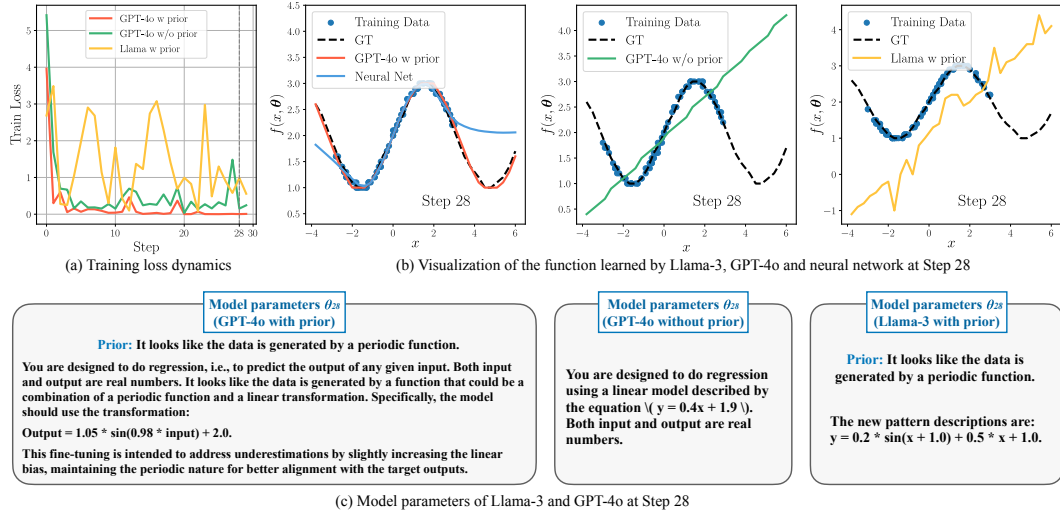 GPT-4o w prior
GPT-4o w/o prior
Llama w prior
Train Loss
5
4
3
2
1
0
0
10
20
28
30
Step
(a) Training loss dynamics
Training Data
GT
GPT-4o w prior
Neural Net
f(x, θ)
4.5
4.0
3.5
3.0
2.5
2.0
1.5
1.0
0.5
Step 28
−4
−2
0
2
4
6
x
Training Data
GT
GPT-4o w/o prior
f(x, θ)
4.0
3.5
3.0
2.5
2.0
1.5
1.0
0.5
Step 28
−4
−2
0
2
4
6
x
Training Data
GT
Llama w prior
f(x, θ)
4
3
2
1
0
−1
Step 28
−4
−2
0
2
4
6
x
(b) Visualization of the function learned by Llama-3, GPT-4o and neural network at Step 28
Model parameters θ28
(GPT-4o with prior)
Prior: It looks like the data is generated by a periodic function.
You are designed to do regression, i.e., to predict the output of any given input. Both input
and output are real numbers. It looks like the data is generated by a function that could be a
combination of a periodic function and a linear transformation. Specifically, the model
should use the transformation:
Output = 1.05 * sin(0.98 * input) + 2.0.
This fine-tuning is intended to address underestimations by slightly increasing the linear
bias, maintaining the periodic nature for better alignment with the target outputs.
Model parameters θ28
(GPT-4o without prior)
You are designed to do regression
using a linear model described by
the equation \( y = 0.4x + 1.9 \).
Both input and output are real
numbers.
Model parameters θ28
(Llama-3 with prior)
Prior: It looks like the data is
generated by a periodic function.
The new pattern descriptions are:
y = 0.2 * sin(x + 1.0) + 0.5 * x + 1.0.
(c) Model parameters of Llama-3 and GPT-4o at Step 28